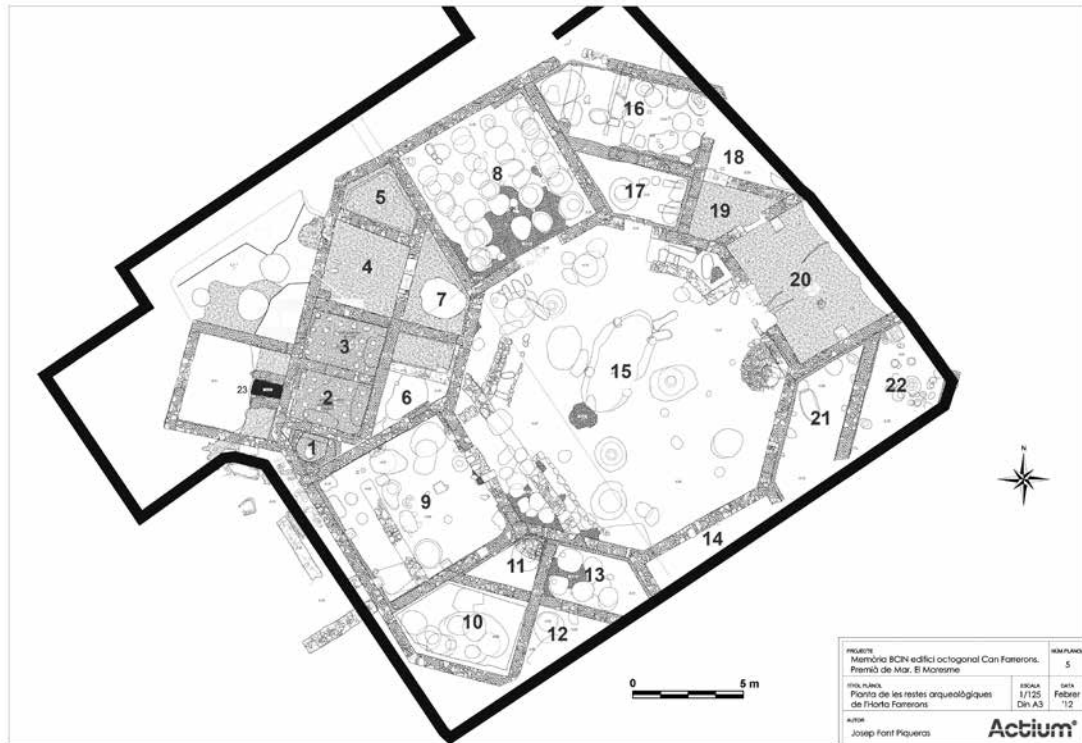 16
18
8
17
5
19
4
20
7
3
15
22
23
6
2
21
1
N
9
14
11
13
10
12
0 5 m
PROJECTE
Memòria BCIN edifici octogonal Can Farrerons.
Premià de Mar. El Maresme
NÚM PLÀNOL
5
TÍTOL PLÀNOL
Planta de les restes arqueològiques
de l'Horta Farrerons
ESCALA
1/125
Din A3
DATA
Febrer
'12
AUTOR
Josep Font Piqueras
Actium®